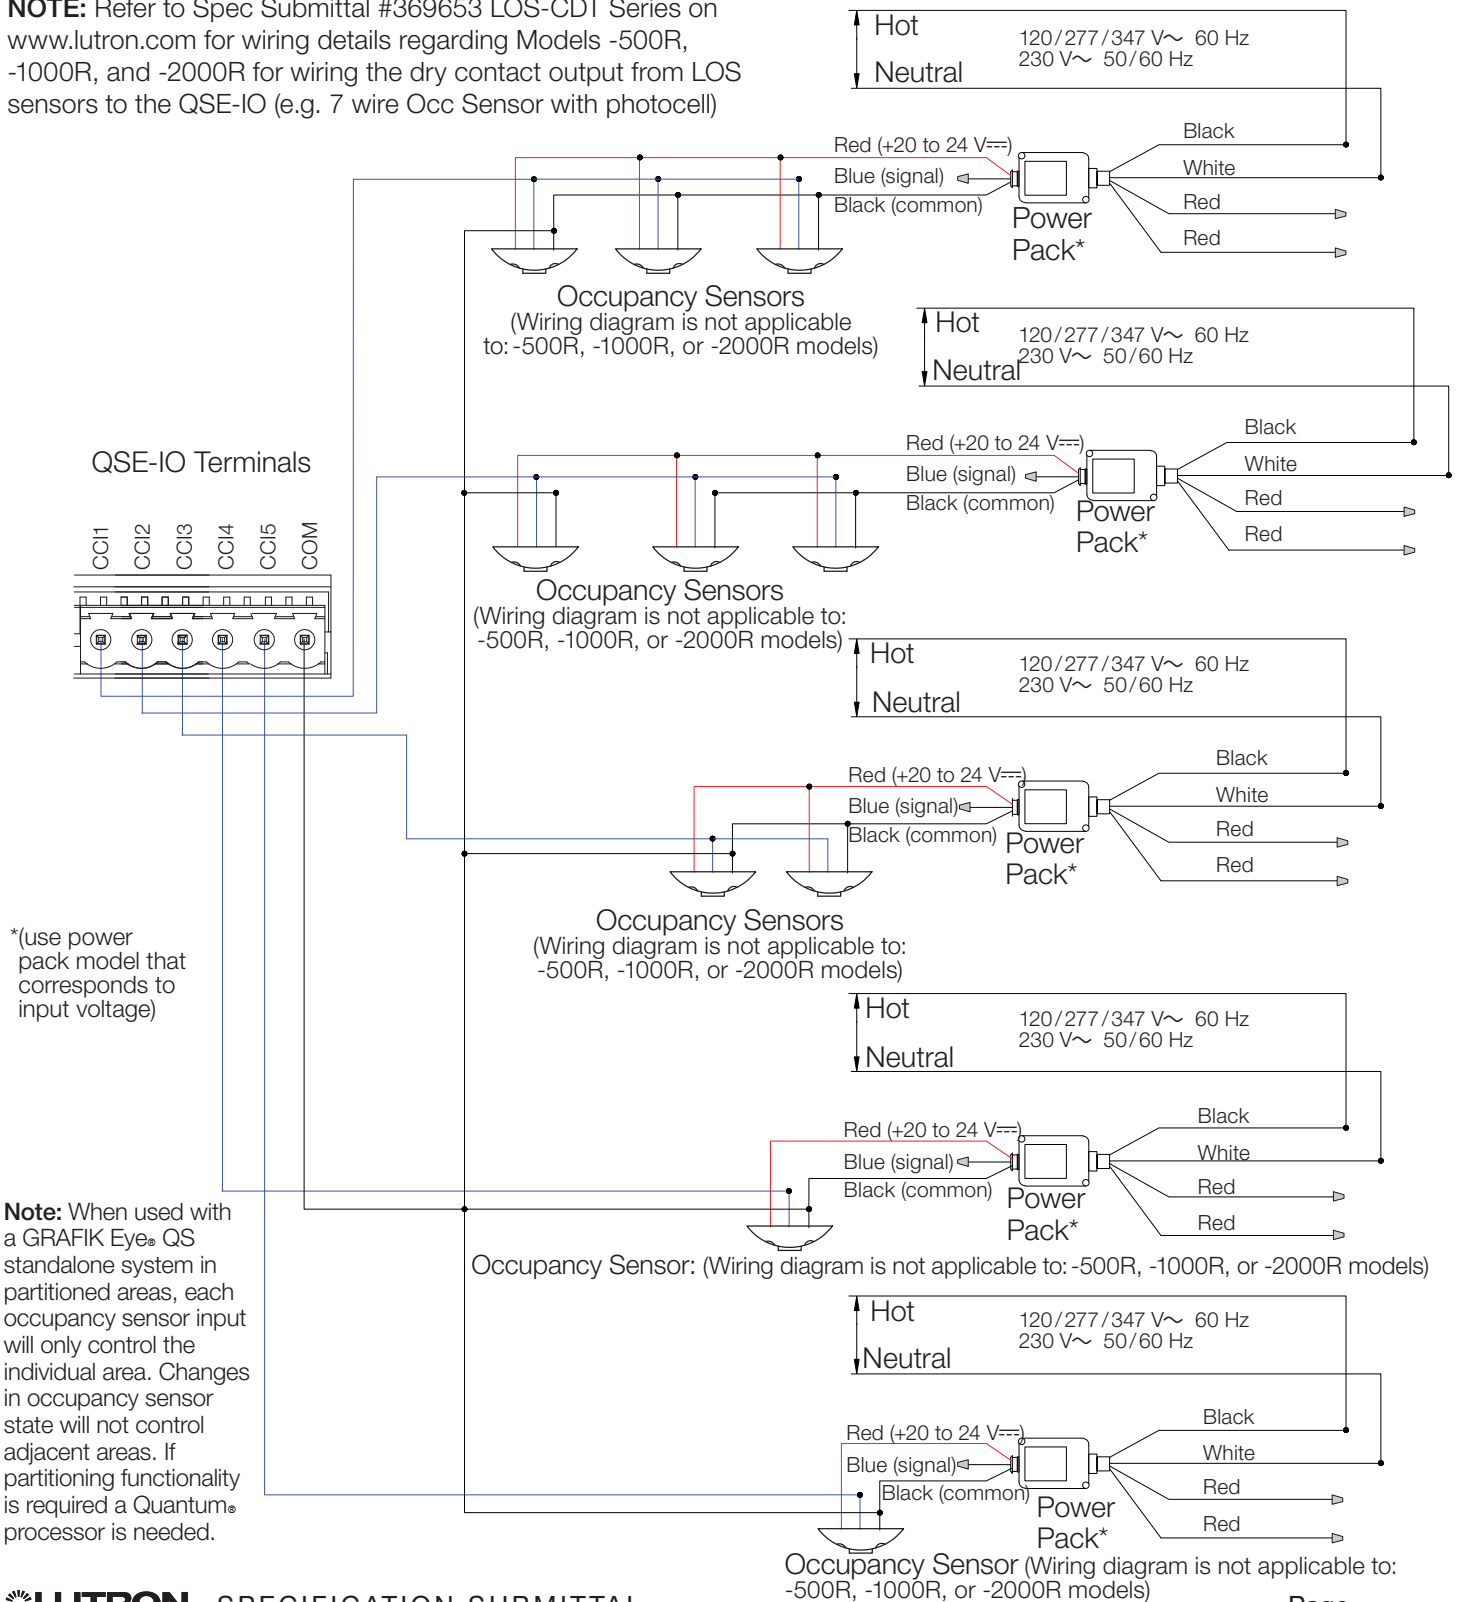 NOTE: Refer to Spec Submittal #369653 LOS-CDT Series on
www.lutron.com for wiring details regarding Models -500R,
-1000R, and -2000R for wiring the dry contact output from LOS
sensors to the QSE-IO (e.g. 7 wire Occ Sensor with photocell)
Hot
120/277/347 V~ 60 Hz
230 V~ 50/60 Hz
Neutral
Red (+20 to 24 V⎓)
Blue (signal)
Black (common)
Power
Pack*
Black
White
Red
Red
Occupancy Sensors
(Wiring diagram is not applicable
to: -500R, -1000R, or -2000R models)
Hot
120/277/347 V~ 60 Hz
230 V~ 50/60 Hz
Neutral
Red (+20 to 24 V⎓)
Blue (signal)
Black (common)
Power
Pack*
Black
White
Red
Red
QSE-IO Terminals
CCI1
CCI2
CCI3
CCI4
CCI5
COM
Occupancy Sensors
(Wiring diagram is not applicable to:
-500R, -1000R, or -2000R models)
Hot
120/277/347 V~ 60 Hz
230 V~ 50/60 Hz
Neutral
Red (+20 to 24 V⎓)
Blue (signal)
Black (common)
Power
Pack*
Black
White
Red
Red
Occupancy Sensors
(Wiring diagram is not applicable to:
-500R, -1000R, or -2000R models)
*(use power
pack model that
corresponds to
input voltage)
Hot
120/277/347 V~ 60 Hz
230 V~ 50/60 Hz
Neutral
Red (+20 to 24 V⎓)
Blue (signal)
Black (common)
Power
Pack*
Black
White
Red
Red
Occupancy Sensor: (Wiring diagram is not applicable to: -500R, -1000R, or -2000R models)
Note: When used with
a GRAFIK Eye® QS
standalone system in
partitioned areas, each
occupancy sensor input
will only control the
individual area. Changes
in occupancy sensor
state will not control
adjacent areas. If
partitioning functionality
is required a Quantum®
processor is needed.
Hot
120/277/347 V~ 60 Hz
230 V~ 50/60 Hz
Neutral
Red (+20 to 24 V⎓)
Blue (signal)
Black (common)
Power
Pack*
Black
White
Red
Red
Occupancy Sensor (Wiring diagram is not applicable to:
-500R, -1000R, or -2000R models)
LUTRON SPECIFICATION SUBMITTAL
Page